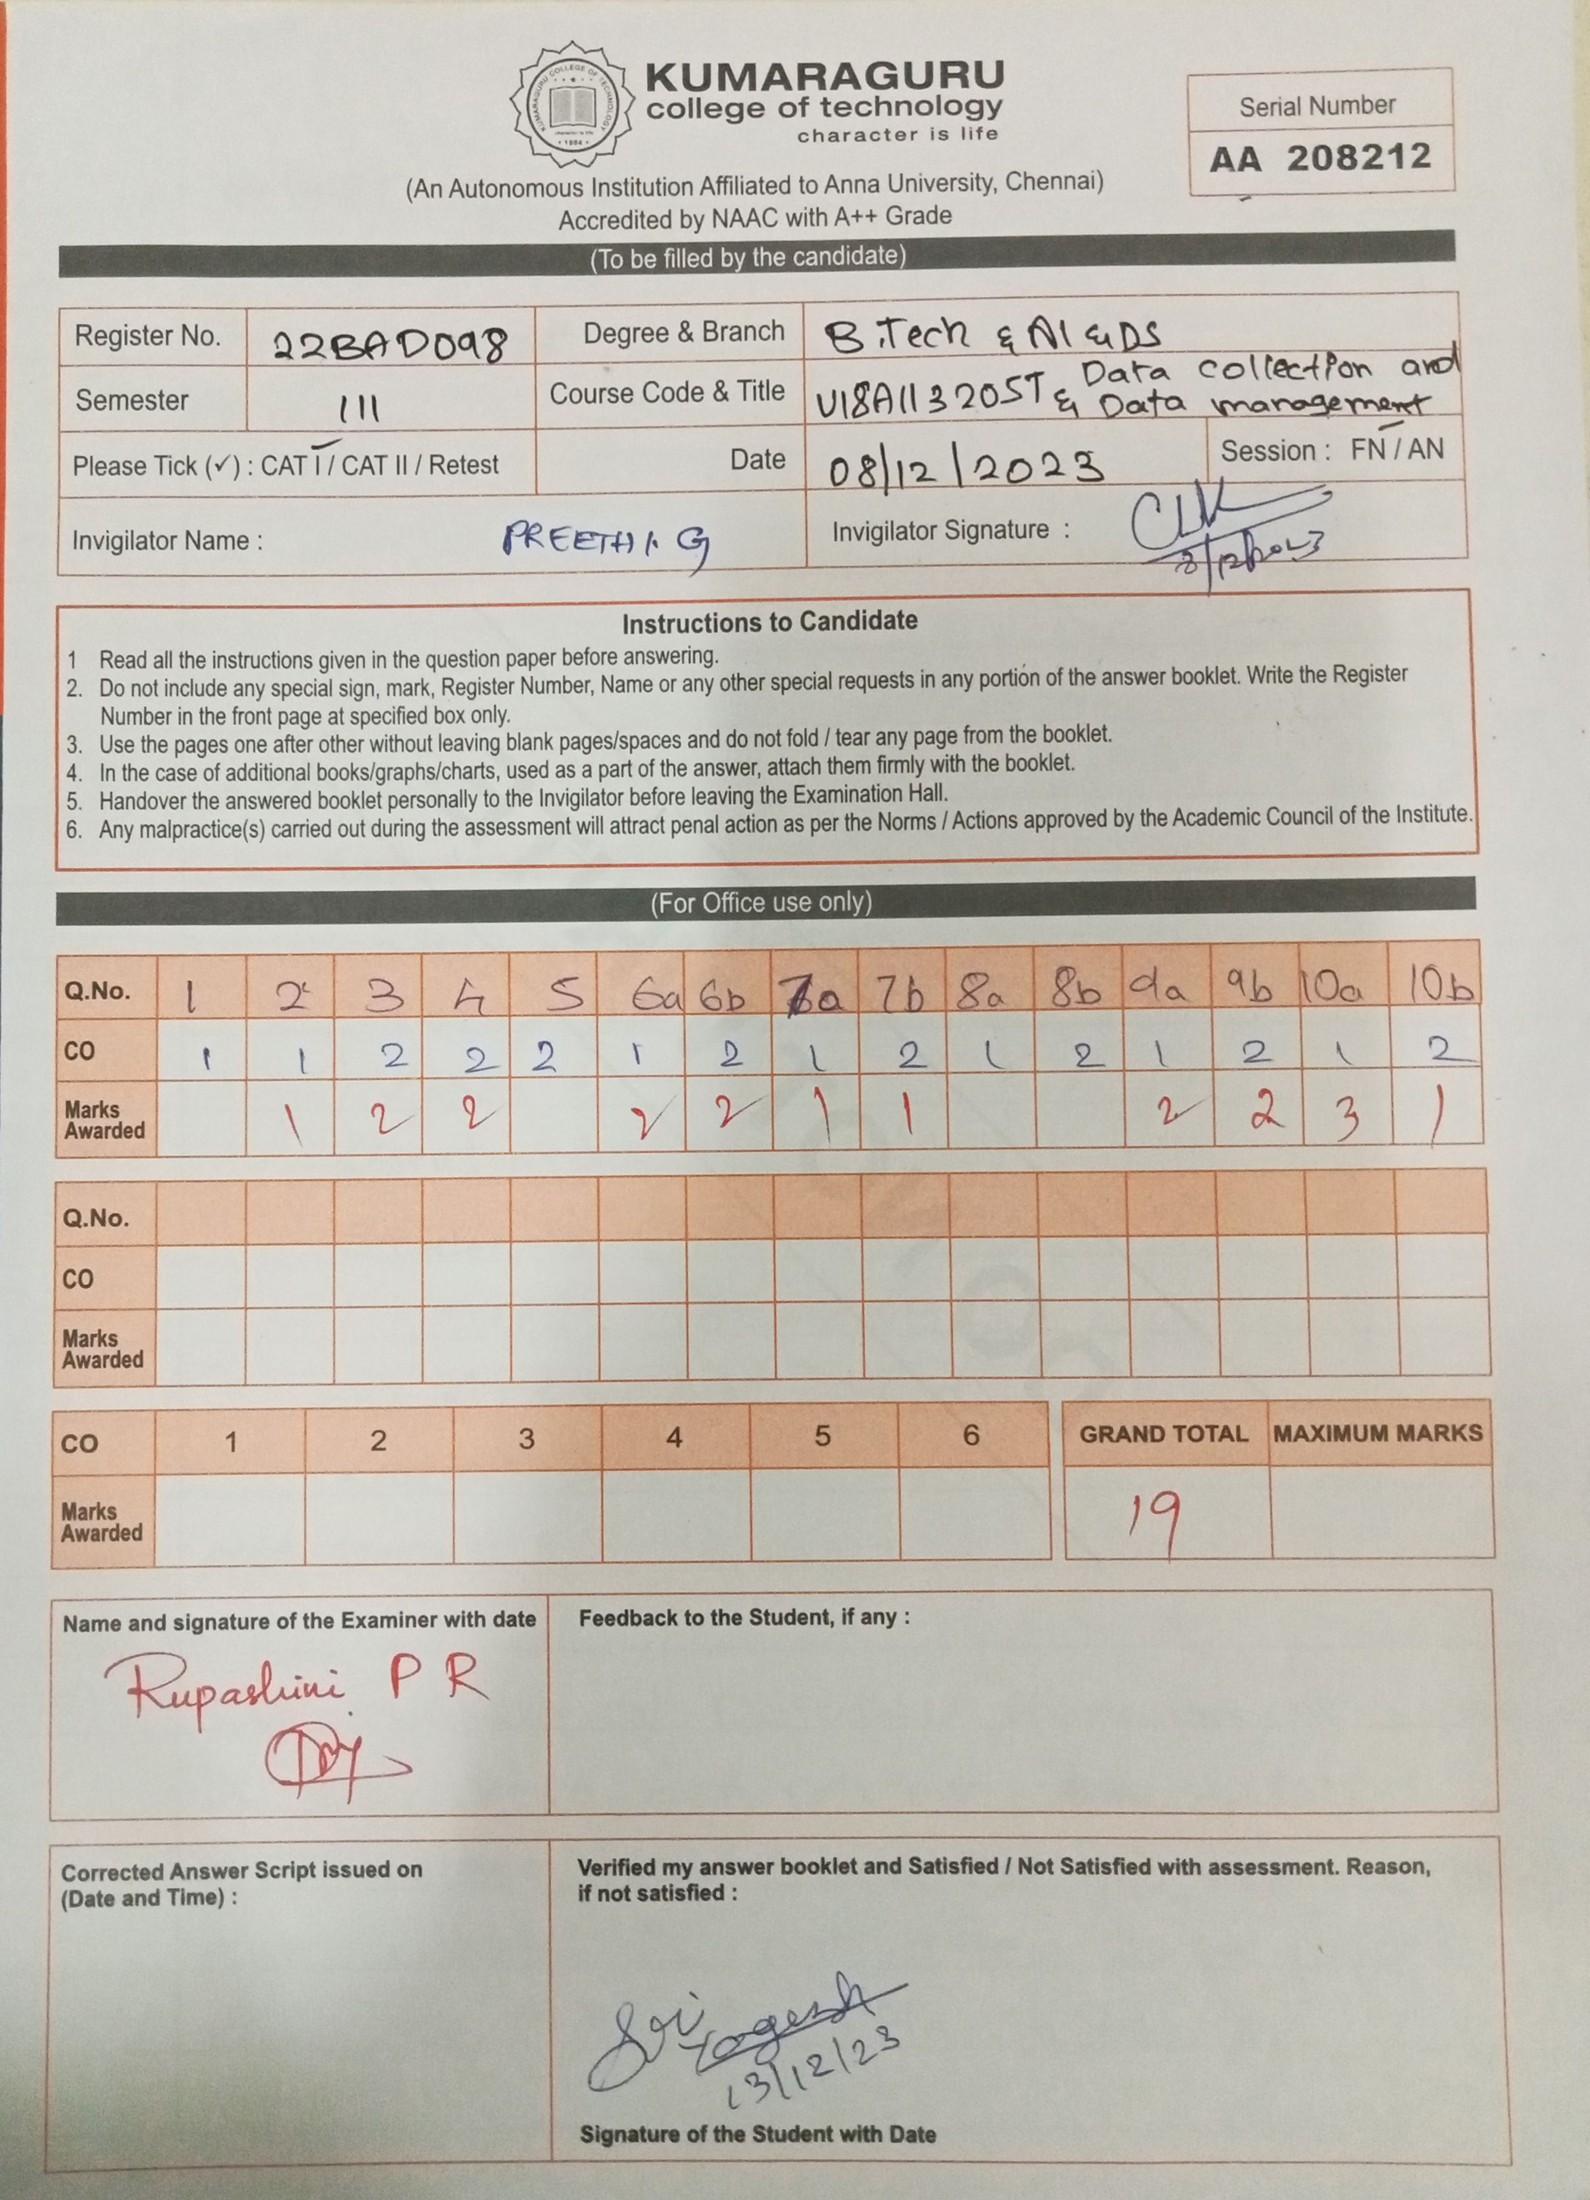 KUMARAGURU
college of technology
character is life
Serial Number
AA 208212
(An Autonomous Institution Affiliated to Anna University, Chennai)
Accredited by NAAC with A++ Grade
(To be filled by the candidate)
Register No. 22BAD098 Degree & Branch B.Tech & AI & DS
Semester III Course Code & Title U18AII3205T & Data collection and
Data management
Please Tick (✓) : CAT I / CAT II / Retest Date 08/12/2023 Session : FN / AN
Invigilator Name : PREETHI. G Invigilator Signature :
8/12/2023
Instructions to Candidate
1 Read all the instructions given in the question paper before answering.
2. Do not include any special sign, mark, Register Number, Name or any other special requests in any portion of the answer booklet. Write the Register
Number in the front page at specified box only.
3. Use the pages one after other without leaving blank pages/spaces and do not fold / tear any page from the booklet.
4. In the case of additional books/graphs/charts, used as a part of the answer, attach them firmly with the booklet.
5. Handover the answered booklet personally to the Invigilator before leaving the Examination Hall.
6. Any malpractice(s) carried out during the assessment will attract penal action as per the Norms / Actions approved by the Academic Council of the Institute.
(For Office use only)
Q.No. 1 2 3 4 5 6a 6b 7a 7b 8a 8b 9a 9b 10a 10b
CO 1 1 2 2 2 1 2 1 2 1 2 1 2 1 2
Marks
Awarded 1 2 2 2 2 1 1 2 2 3 1
Q.No.
CO
Marks
Awarded
CO 1 2 3 4 5 6 GRAND TOTAL MAXIMUM MARKS
Marks
Awarded 19
Name and signature of the Examiner with date Feedback to the Student, if any :
Rupashini P R
Corrected Answer Script issued on
(Date and Time) :
Verified my answer booklet and Satisfied / Not Satisfied with assessment. Reason,
if not satisfied :
Sri Yogesh
13/12/23
Signature of the Student with Date